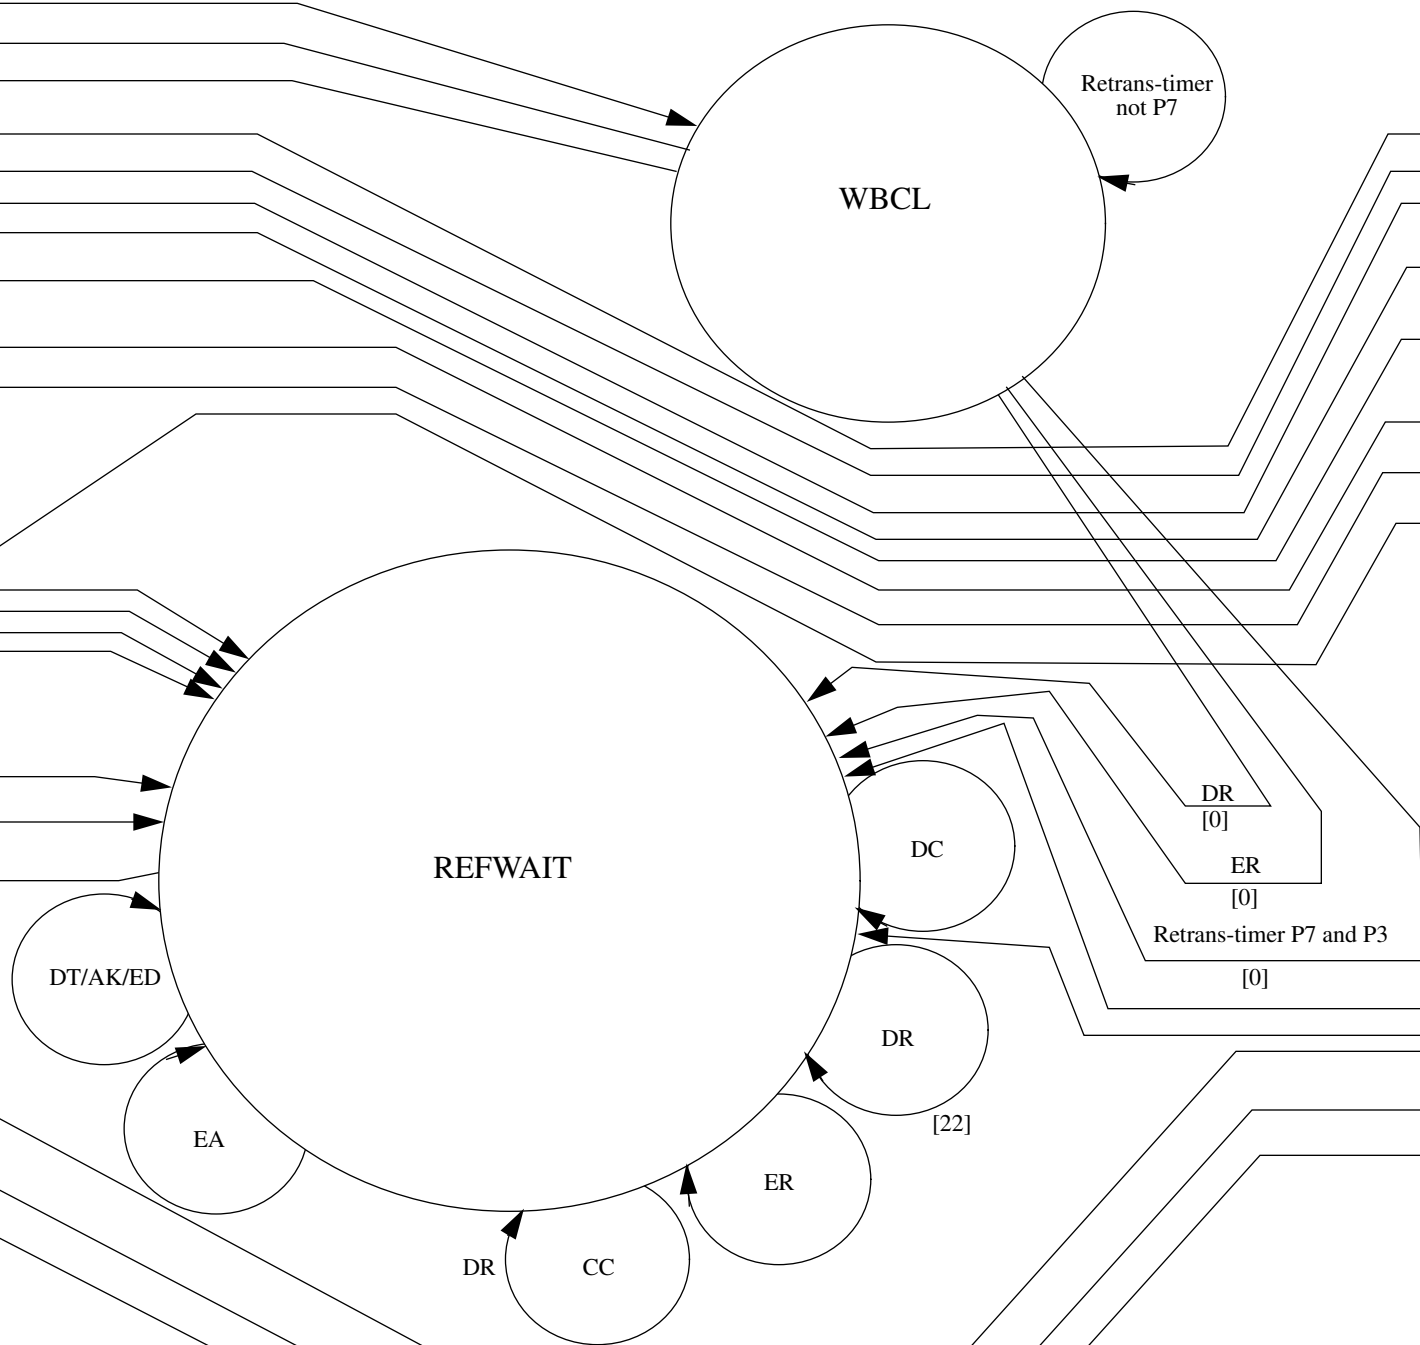 Retrans-timer
not P7
WBCL
DR
[0]
DC
ER
REFWAIT
[0]
Retrans-timer P7 and P3
[0]
DT/AK/ED
DR
[22]
EA
ER
DR
CC